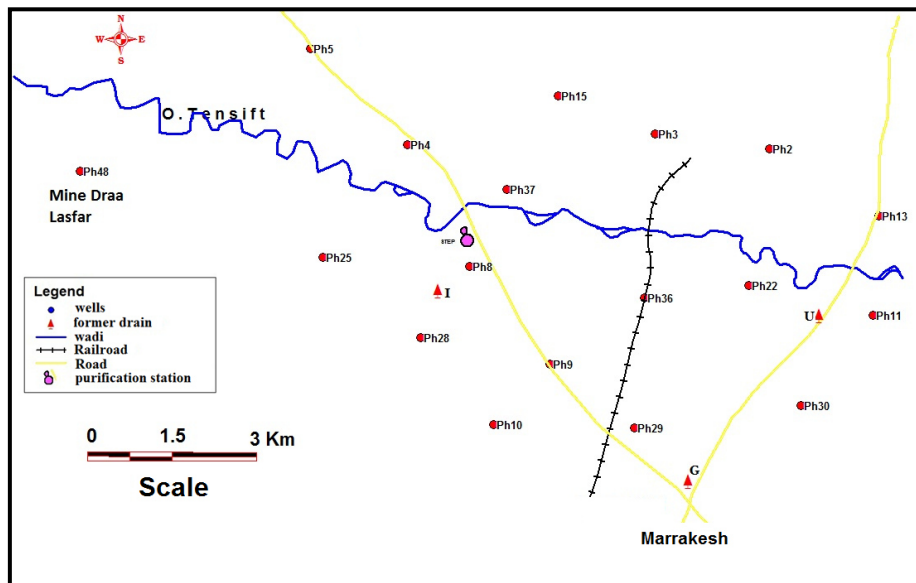 N
W E
S
Ph5
Ph15
O. Tensift
Ph3
Ph4
Ph2
Ph48
Mine Draa
Lasfar
Ph37
Ph13
STEP
Ph25
Ph8
Ph22
I
Ph36
U
Ph11
Legend
wells
former drain
wadi
Railroad
Road
purification station
Ph28
Ph9
Ph30
Ph10
Ph29
0 1.5 3 Km
Scale
G
Marrakesh